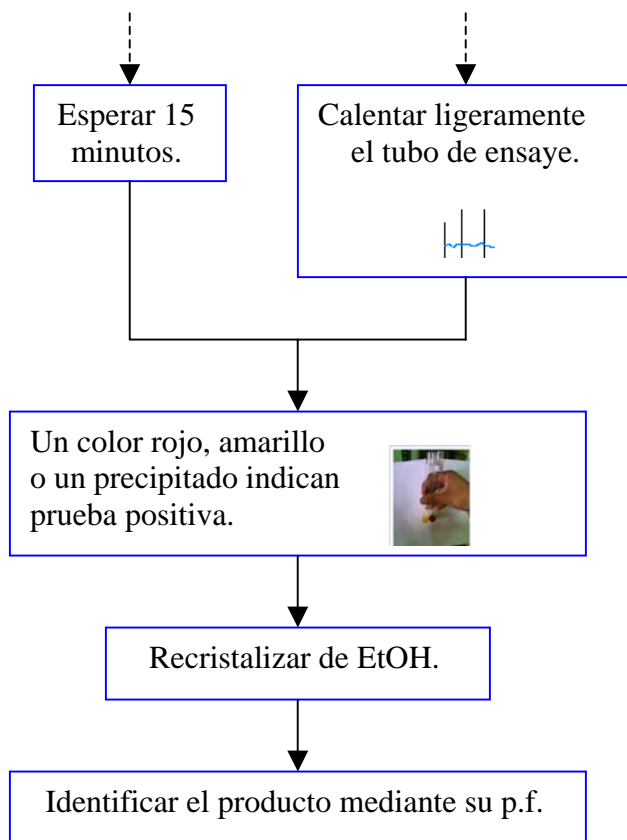 Esperar 15
minutos.
Calentar ligeramente
el tubo de ensaye.
Un color rojo, amarillo
o un precipitado indican
prueba positiva.
Recristalizar de EtOH.
Identificar el producto mediante su p.f.